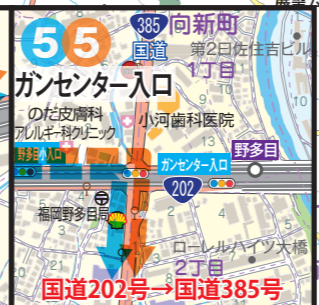 55
385
国道
向新町
第2日佐住吉ビル
1丁目
ガンセンター入口
のだ皮膚科
アレルギー科クリニック
小河歯科医院
野多目小入口
ガンセンター入口
野多目
202
福岡野多目局
ローレルハイツ大橋
2丁目
国道202号→国道385号